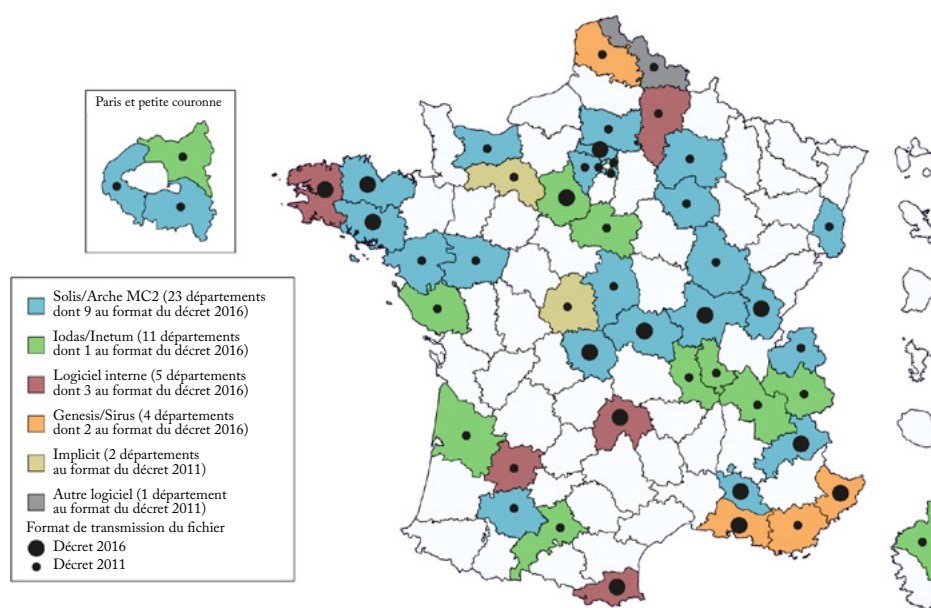 Paris et petite couronne
Solis/Arche MC2 (23 départements
dont 9 au format du décret 2016)
Iodas/Inetum (11 départements
dont 1 au format du décret 2016)
Logiciel interne (5 départements
dont 3 au format du décret 2016)
Genesis/Sirus (4 départements
dont 2 au format du décret 2016)
Implicit (2 départements
au format du décret 2011)
Autre logiciel (1 département
au format du décret 2011)
Format de transmission du fichier
Décret 2016
Décret 2011